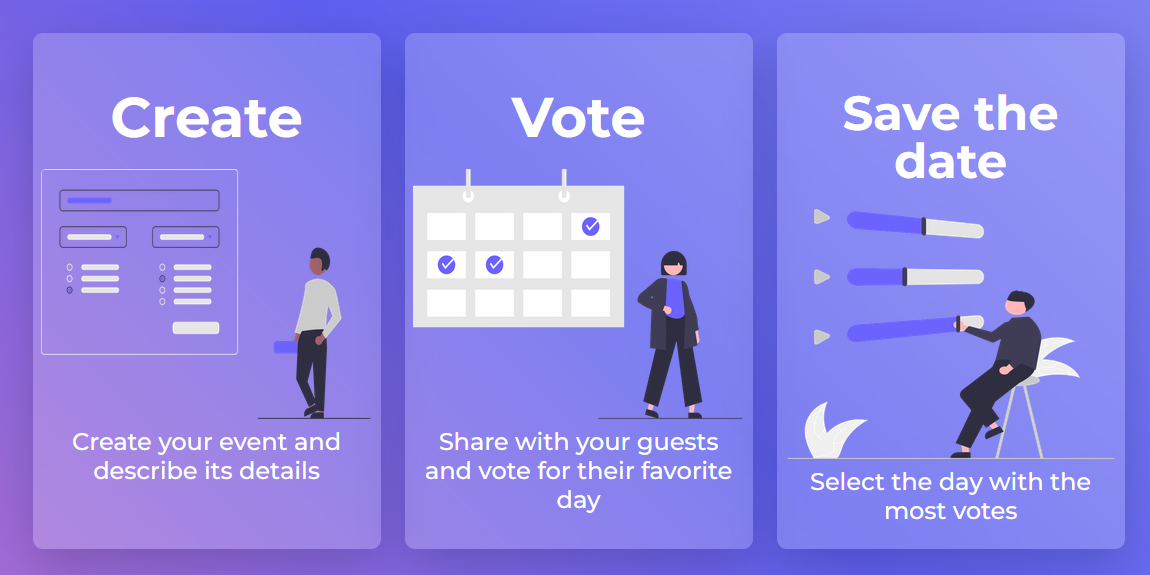 Create
Create your event and
describe its details
Vote
Share with your guests
and vote for their favorite
day
Save the
date
Select the day with the
most votes